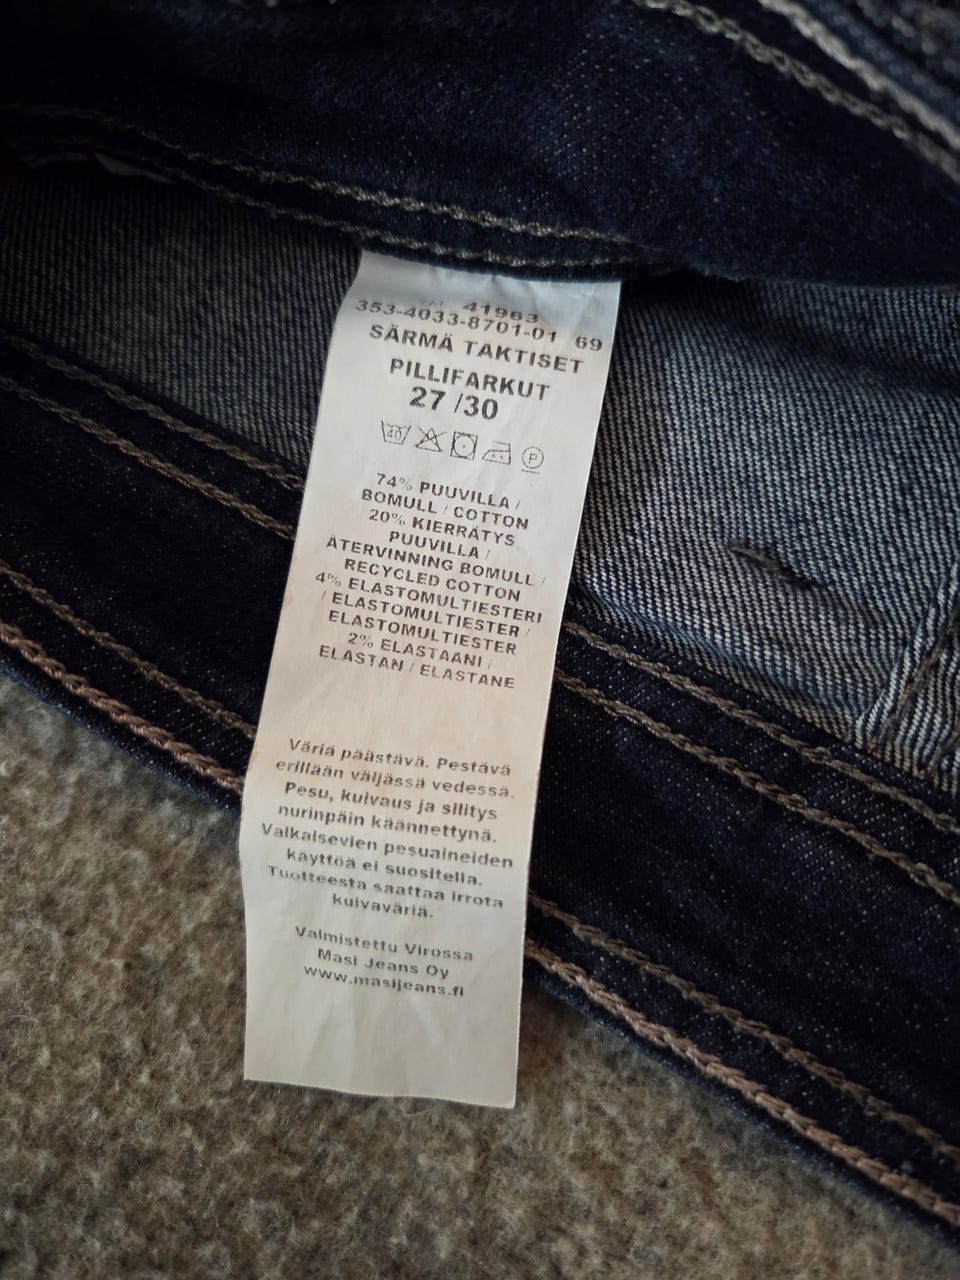 41963
353-4033-8701-01 69
SÄRMÄ TAKTISET
PILLIFARKUT
27 /30
40 P
74% PUUVILLA /
BOMULL / COTTON
20% KIERRÄTYS
PUUVILLA /
ÅTERVINNING BOMULL /
RECYCLED COTTON
4% ELASTOMULTIESTERI
/ ELASTOMULTIESTER /
ELASTOMULTIESTER
2% ELASTAANI /
ELASTAN / ELASTANE
Väriä päästävä. Pestävä
erillään väljässä vedessä.
Pesu, kuivaus ja silitys
nurinpäin käännettynä.
Valkaisevien pesuaineiden
käyttöä ei suositella.
Tuotteesta saattaa irrota
kuivaväriä.
Valmistettu Virossa
Masi Jeans Oy
www.masijeans.fi